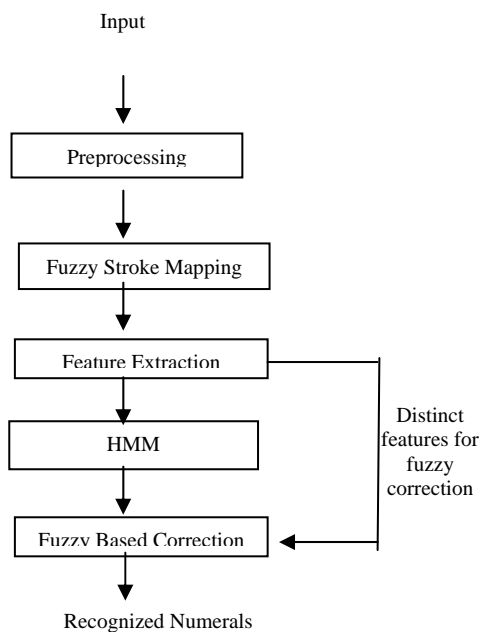 Input
Preprocessing
Fuzzy Stroke Mapping
Feature Extraction
HMM
Distinct
features for
fuzzy
correction
Fuzzy Based Correction
Recognized Numerals